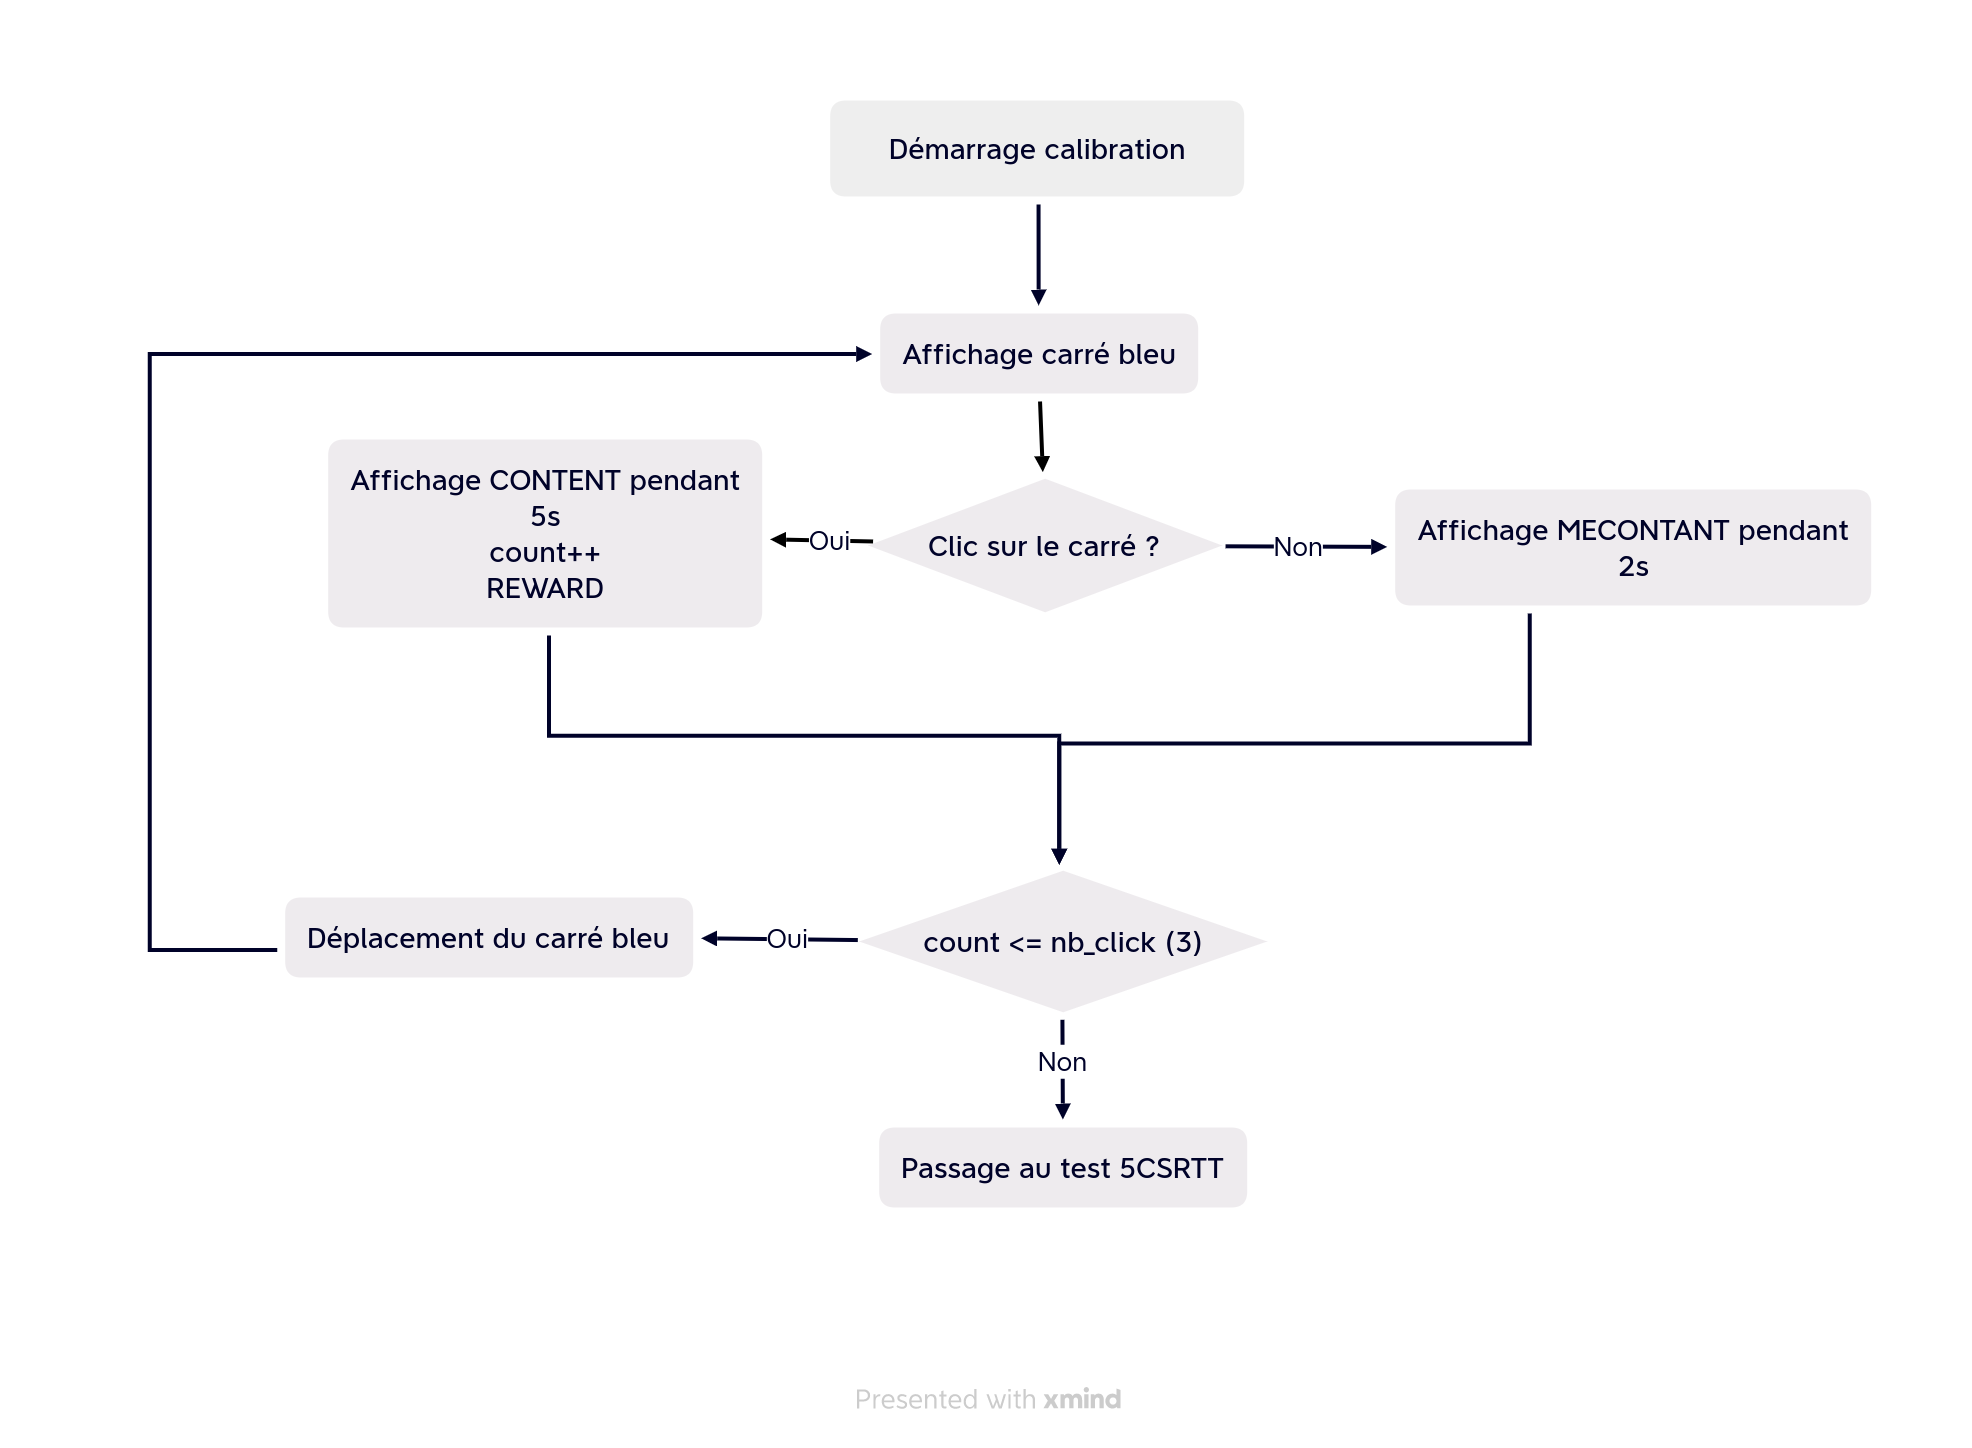 Démarrage calibration
Affichage carré bleu
Affichage CONTENT pendant
5s
count++
REWARD
Oui
Clic sur le carré ?
Non
Affichage MECONTANT pendant
2s
Déplacement du carré bleu
Oui
count <= nb_click (3)
Non
Passage au test 5CSRTT
Presented with xmind